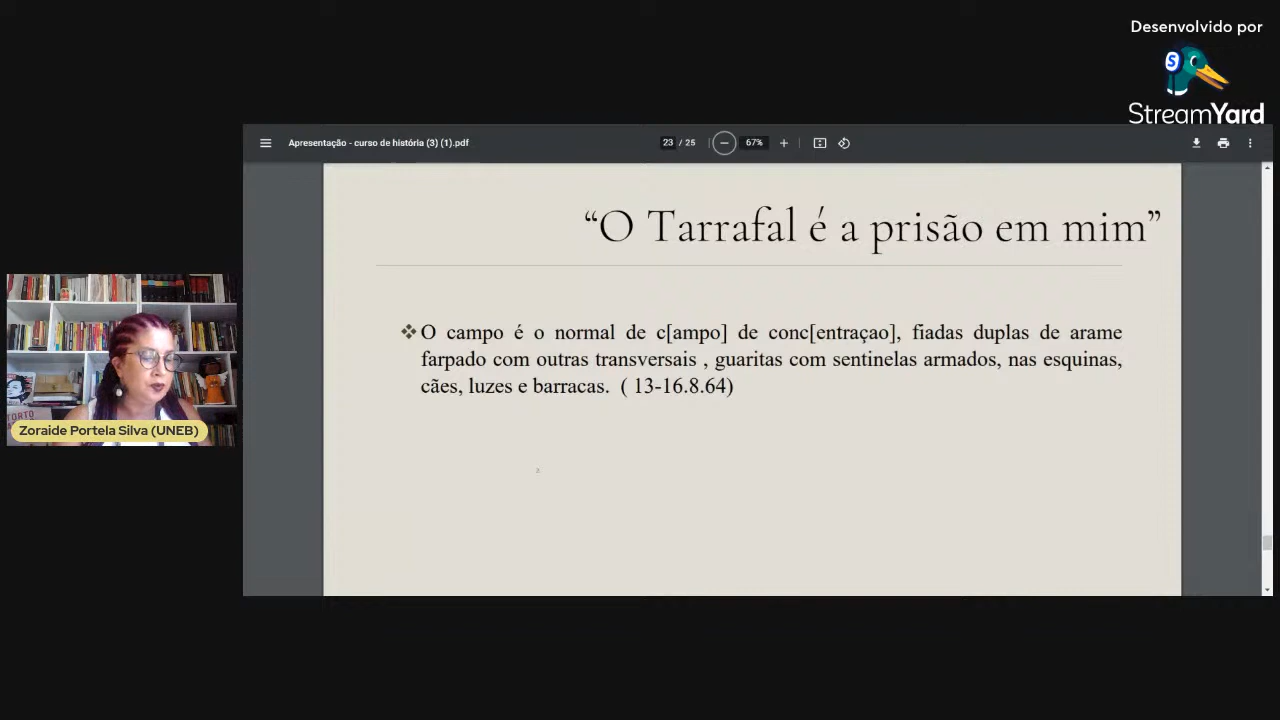 Desenvolvido por
S
StreamYard
Apresentação - curso de história (3) (1).pdf
23 / 25
67%
“O Tarrafal é a prisão em mim”
❖ O campo é o normal de c[ampo] de conc[entraçao], fiadas duplas de arame
farpado com outras transversais , guaritas com sentinelas armados, nas esquinas,
cães, luzes e barracas. ( 13-16.8.64)
TORTO
Zoraide Portela Silva (UNEB)